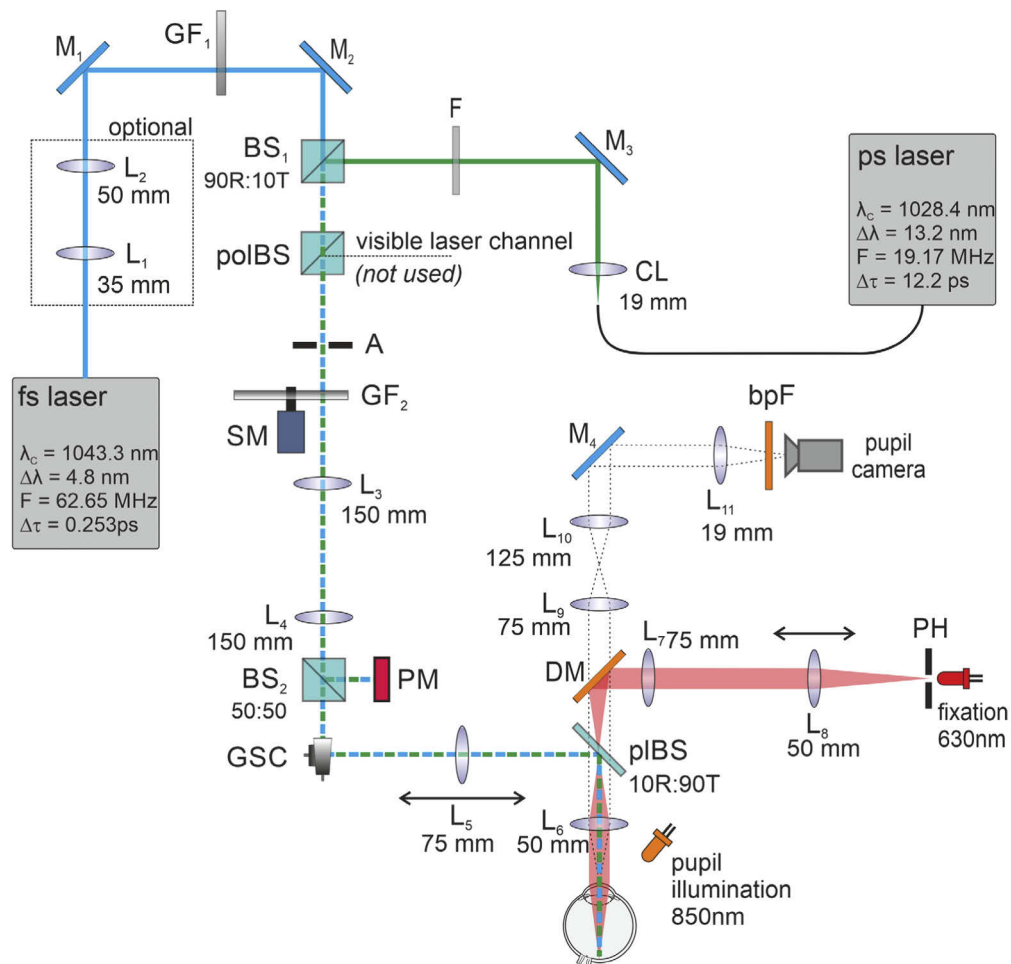 M₁
GF₁
M₂
optional
L₂
50 mm
L₁
35 mm
fs laser
λc = 1043.3 nm
Δλ = 4.8 nm
F = 62.65 MHz
Δτ = 0.253ps
BS₁
90R:10T
F
M₃
ps laser
λc = 1028.4 nm
Δλ = 13.2 nm
F = 19.17 MHz
Δτ = 12.2 ps
polBS
visible laser channel
(not used)
CL
19 mm
A
GF₂
SM
L₃
150 mm
M₄
bpF
pupil
camera
L₁₁
19 mm
L₁₀
125 mm
L₉
75 mm
L₄
150 mm
BS₂
50:50
PM
DM
L₇75 mm
L₈
50 mm
PH
fixation
630nm
GSC
L₅
75 mm
plBS
10R:90T
L₆
50 mm
pupil
illumination
850nm